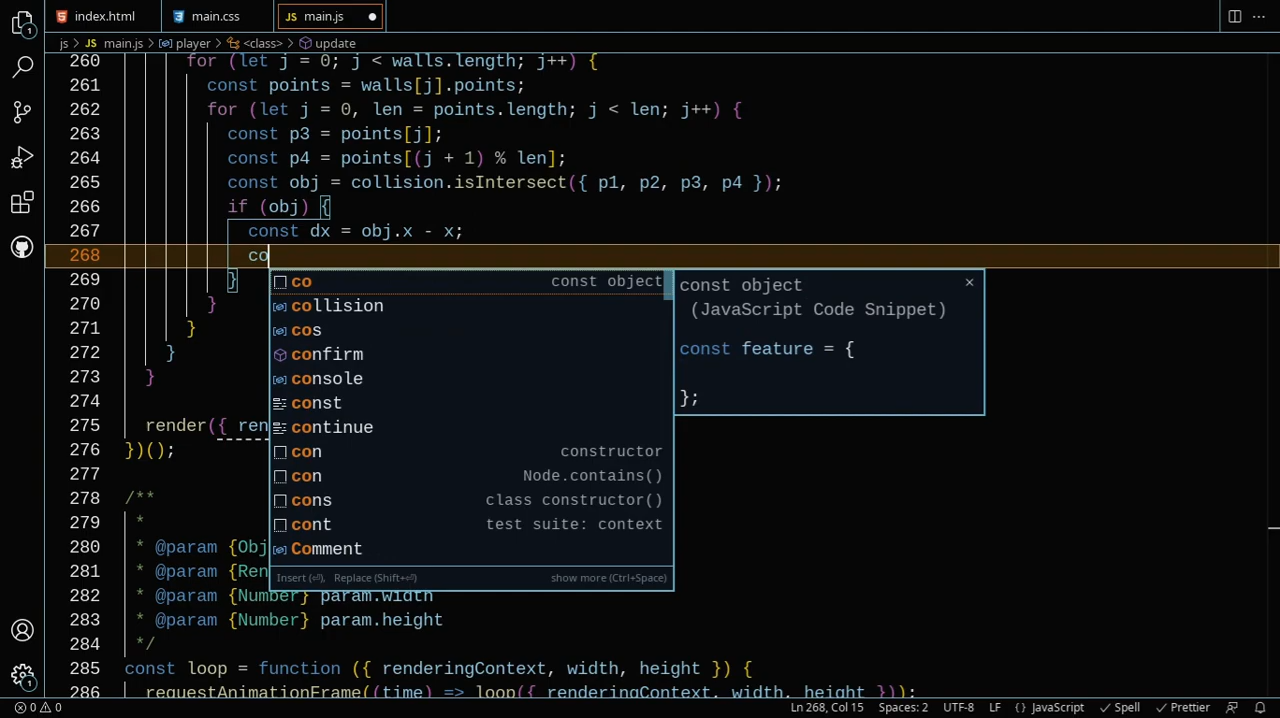 index.html
main.css
JS main.js
js > JS main.js > player > <class> > update
260 for (let j = 0; j < walls.length; j++) {
261 const points = walls[j].points;
262 for (let j = 0, len = points.length; j < len; j++) {
263 const p3 = points[j];
264 const p4 = points[(j + 1) % len];
265 const obj = collision.isIntersect({ p1, p2, p3, p4 });
266 if (obj) {
267 const dx = obj.x - x;
268 co
269 }
270 }
271 }
272 }
273 }
274
275 render({ ren
276 })();
277
278 /**
279 *
280 * @param {Obj
281 * @param {Ren
282 * @param {Number} param.width
283 * @param {Number} param.height
284 */
285 const loop = function ({ renderingContext, width, height }) {
286 requestAnimationFrame((time) => loop({ renderingContext, width, height }));
co const object
collision
cos
confirm
console
const
continue
con constructor
con Node.contains()
cons class constructor()
cont test suite: context
Comment
Insert (⏎), Replace (Shift+⏎) show more (Ctrl+Space)
const object
(JavaScript Code Snippet)
const feature = {
};
1
1
0 0 Ln 268, Col 15 Spaces: 2 UTF-8 LF {} JavaScript Spell Prettier